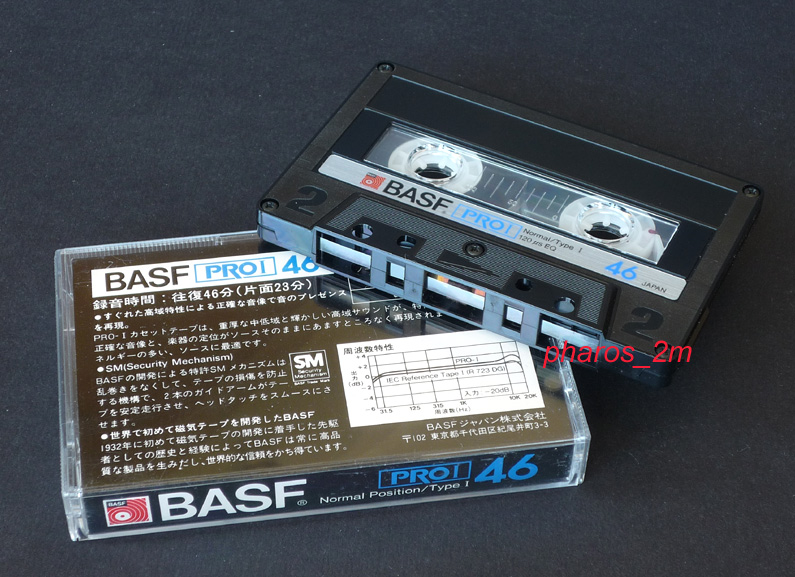 2
BASF PRO I
Normal/Type I
120 μs EQ
46
JAPAN
2
pharos_2m
BASF PRO I 46
録音時間：往復46分(片面23分)
●すぐれた高域特性による正確な音像で音のプレゼンス
を再現。
PRO-Iカセットテープは、重厚な中低域と輝かしい高域サウンドが、特
正確な音像と、楽器の定位がソースそのままにあますところなく再現されま
ネルギーの多い、ソースに最適です。
●SM(Security Mechanism)
BASFの開発による特許SMメカニズムは
乱巻きをなくして、テープの損傷を防止
する機構で、2本のガイドアームがテー
プを安定走行させ、ヘッドタッチをスムースにさ
せます。
SM
Security
Mechanism
BASF Trade Mark
●世界で初めて磁気テープを開発したBASF
1932年に初めて磁気テープの開発に着手した先駆
者としての歴史と経験によってBASFは常に高品
質な製品を生みだし、世界的な信頼をかち得ています。
周波数特性
+4
+2
出力
(dB)
0
-2
-4
-6
PRO-I
IEC Reference Tape I (R 723 DG)
入力 -20dB
31.5 125 315 1K 10K 20K
周波数(Hz)
BASFジャパン株式会社
〒102 東京都千代田区紀尾井町3-3
BASF
BASF® Normal Position/Type I PRO I 46